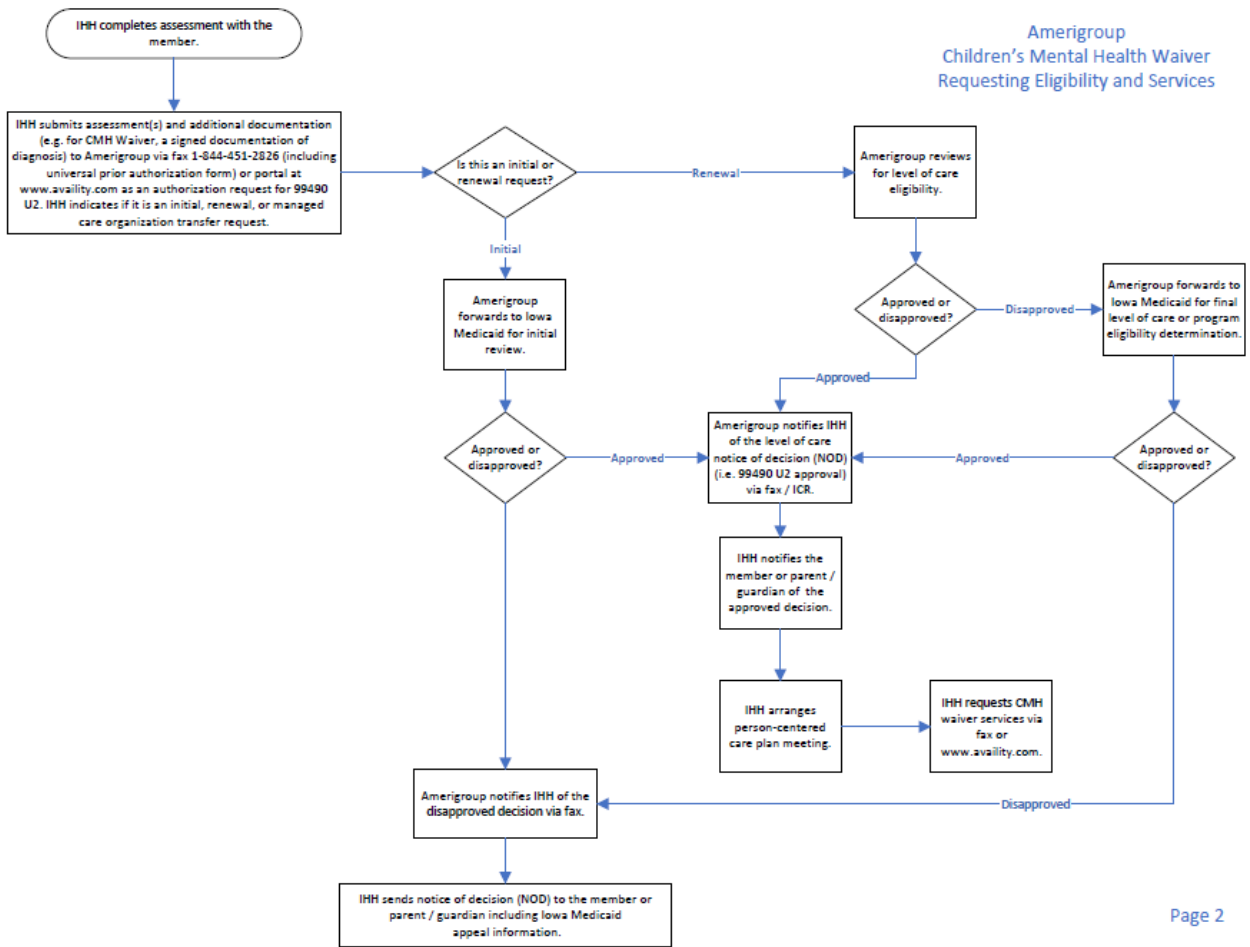 IHH completes assessment with the
member.
Amerigroup
Children's Mental Health Waiver
Requesting Eligibility and Services
IHH submits assessment(s) and additional documentation
(e.g. for CMH Waiver, a signed documentation of
diagnosis) to Amerigroup via fax 1-844-451-2826 (including
universal prior authorization form) or portal at
www.availity.com as an authorization request for 99490
U2. IHH indicates if it is an initial, renewal, or managed
care organization transfer request.
Is this an initial or
renewal request?
Renewal
Amerigroup reviews
for level of care
eligibility.
Initial
Amerigroup
forwards to Iowa
Medicaid for initial
review.
Approved or
disapproved?
Disapproved
Amerigroup forwards to
Iowa Medicaid for final
level of care or program
eligibility determination.
Approved
Approved or
disapproved?
Approved
Amerigroup notifies IHH
of the level of care
notice of decision (NOD)
(i.e. 99490 U2 approval)
via fax / ICR.
Approved
Approved or
disapproved?
IHH notifies the
member or parent /
guardian of the
approved decision.
IHH arranges
person-centered
care plan meeting.
IHH requests CMH
waiver services via
fax or
www.availity.com.
Amerigroup notifies IHH of the
disapproved decision via fax.
Disapproved
IHH sends notice of decision (NOD) to the member or
parent / guardian including Iowa Medicaid
appeal information.
Page 2